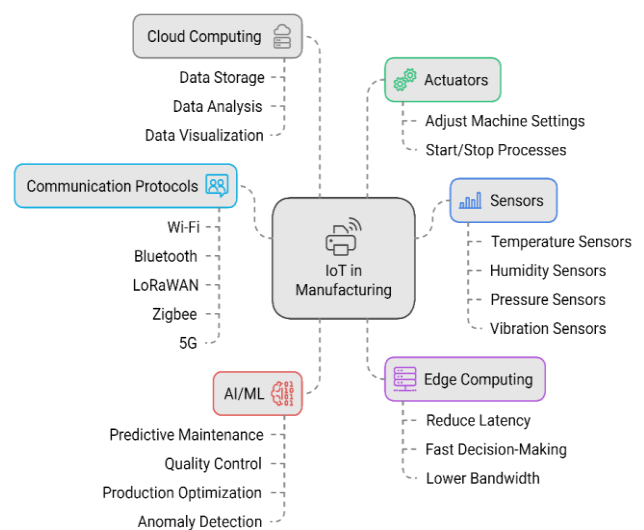 Cloud Computing
Data Storage
Data Analysis
Data Visualization
Actuators
Adjust Machine Settings
Start/Stop Processes
Communication Protocols
Wi-Fi
Bluetooth
LoRaWAN
Zigbee
5G
IoT in
Manufacturing
Sensors
Temperature Sensors
Humidity Sensors
Pressure Sensors
Vibration Sensors
AI/ML
Predictive Maintenance
Quality Control
Production Optimization
Anomaly Detection
Edge Computing
Reduce Latency
Fast Decision-Making
Lower Bandwidth